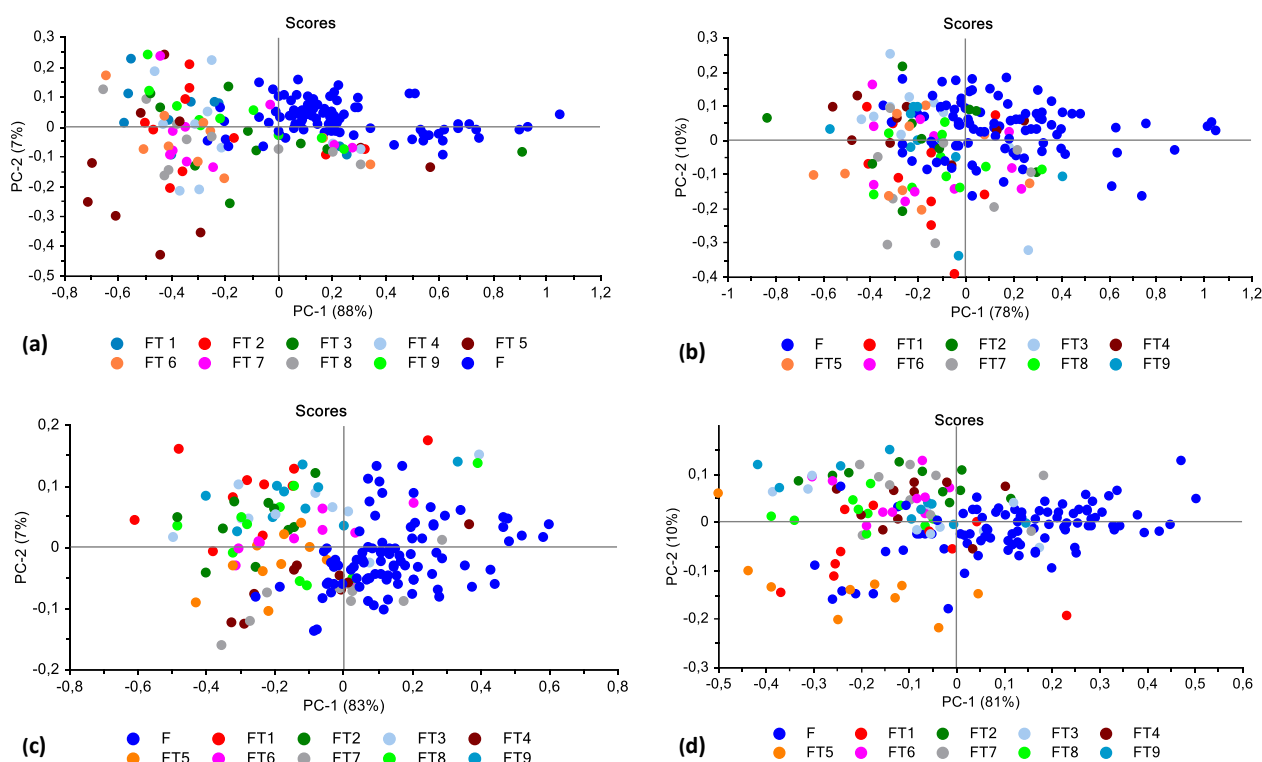 Scores
PC-2 (7%)
0,3
0,2
0,1
0
-0,1
-0,2
-0,3
-0,4
-0,5
-0,8 -0,6 -0,4 -0,2 0 0,2 0,4 0,6 0,8 1 1,2
PC-1 (88%)
(a)
FT 1 FT 2 FT 3 FT 4 FT 5
FT 6 FT 7 FT 8 FT 9 F
Scores
PC-2 (10%)
0,3
0,2
0,1
0
-0,1
-0,2
-0,3
-0,4
-1 -0,8 -0,6 -0,4 -0,2 0 0,2 0,4 0,6 0,8 1 1,2
PC-1 (78%)
(b)
F FT1 FT2 FT3 FT4
FT5 FT6 FT7 FT8 FT9
Scores
PC-2 (7%)
0,2
0,1
0
-0,1
-0,2
-0,8 -0,6 -0,4 -0,2 0 0,2 0,4 0,6 0,8
PC-1 (83%)
(c)
F FT1 FT2 FT3 FT4
FT5 FT6 FT7 FT8 FT9
Scores
PC-2 (10%)
0,1
0
-0,1
-0,2
-0,3
-0,5 -0,4 -0,3 -0,2 -0,1 0 0,1 0,2 0,3 0,4 0,5 0,6
PC-1 (81%)
(d)
F FT1 FT2 FT3 FT4
FT5 FT6 FT7 FT8 FT9